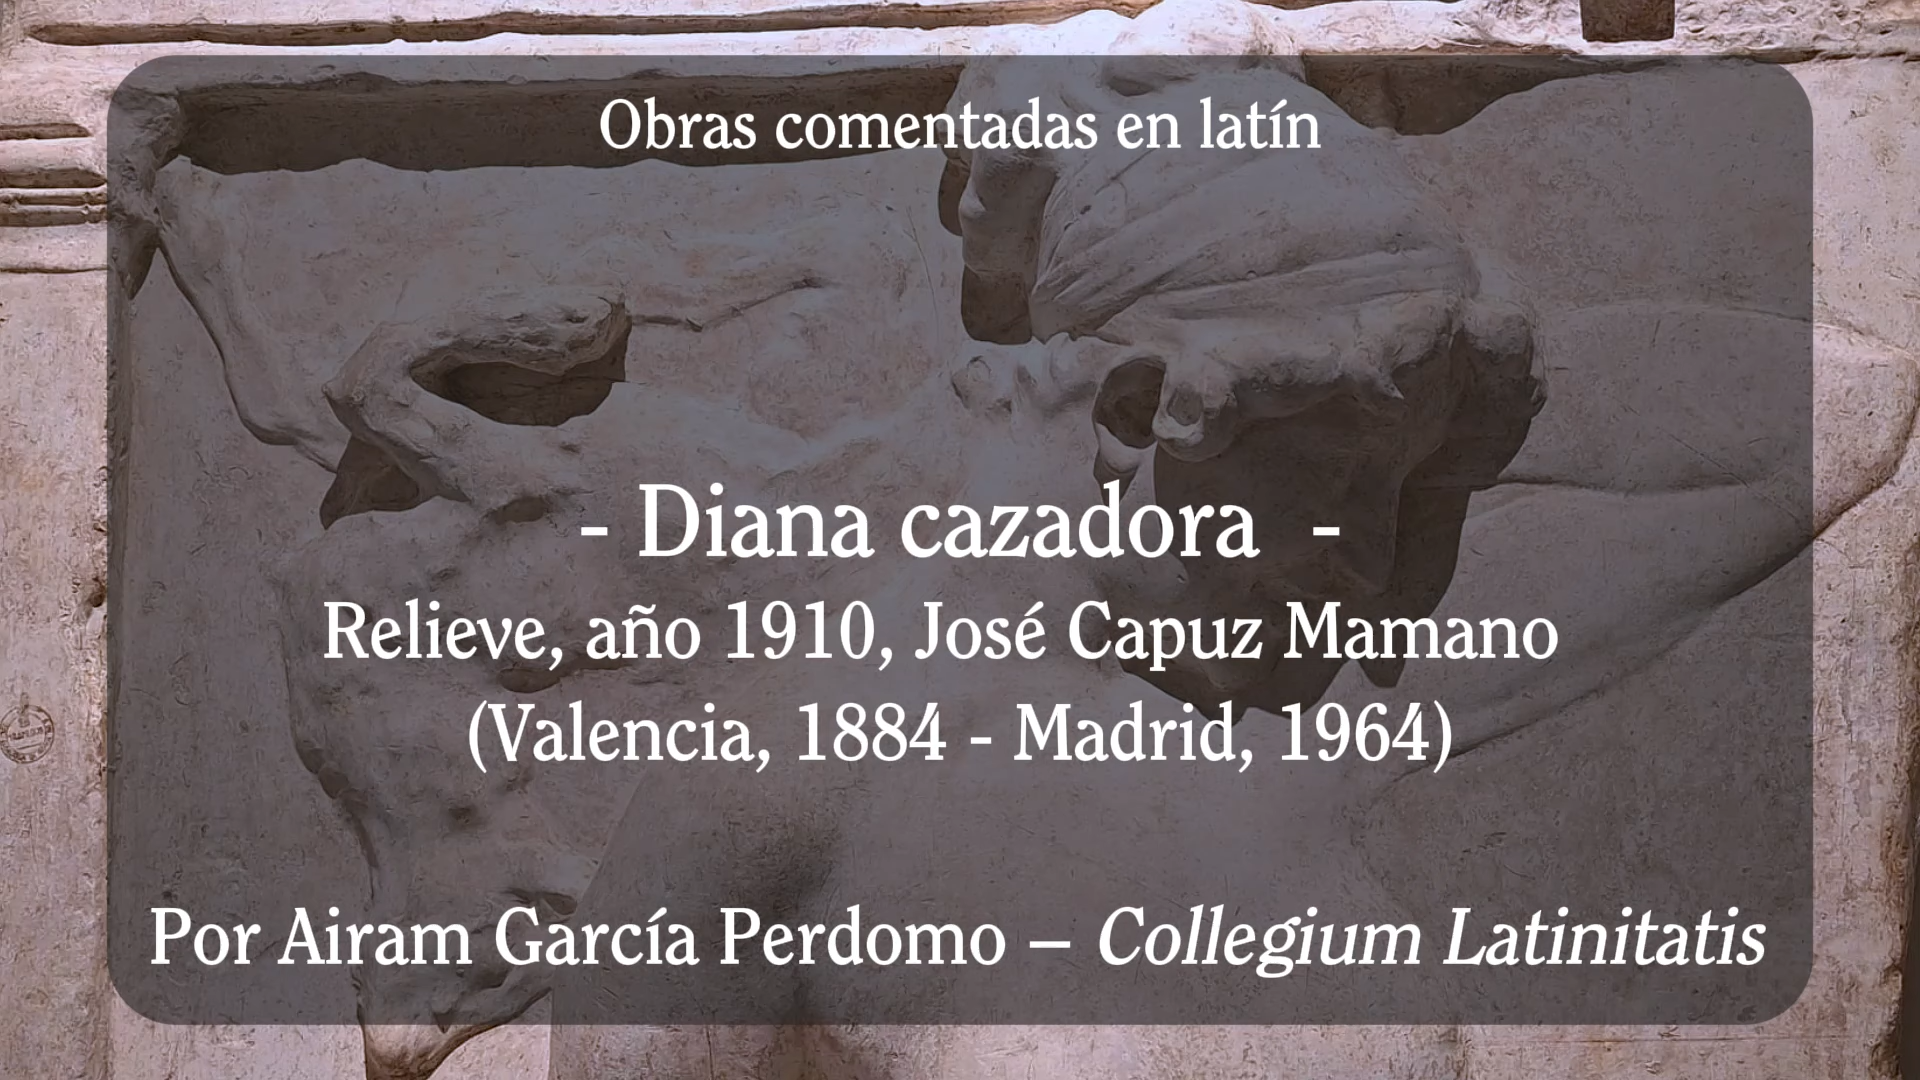 Obras comentadas en latín
- Diana cazadora -
Relieve, año 1910, José Capuz Mamano
(Valencia, 1884 - Madrid, 1964)
Por Airam García Perdomo – Collegium Latinitatis